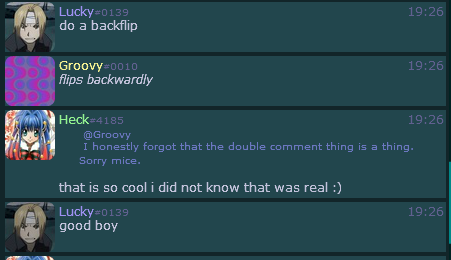 Lucky#0139 19:26
do a backflip
Groovy#0010 19:26
flips backwardly
Heck#4185 19:26
@Groovy
I honestly forgot that the double comment thing is a thing.
Sorry mice.
that is so cool i did not know that was real :)
Lucky#0139 19:26
good boy